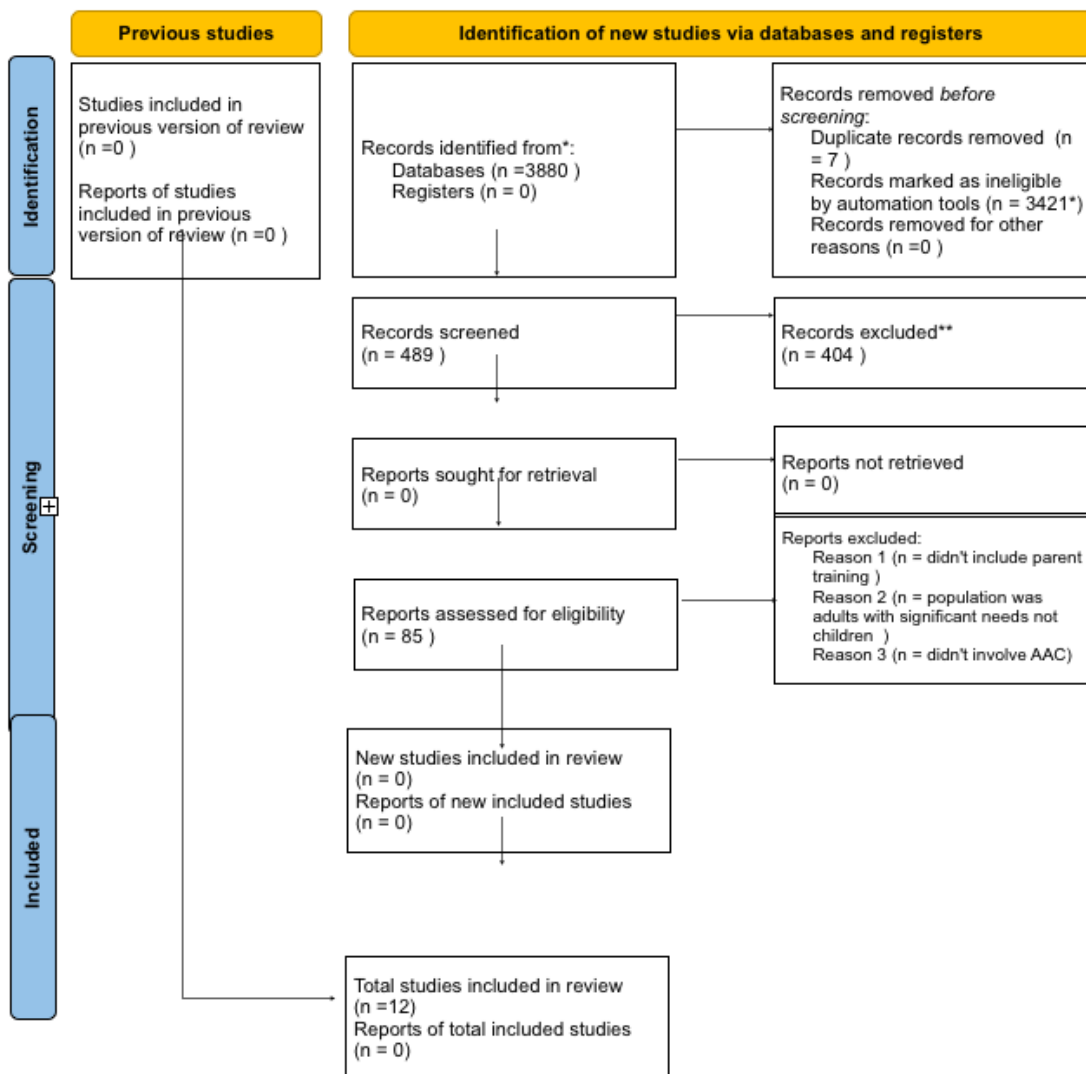 Previous studies
Identification of new studies via databases and registers
Identification
Studies included in
previous version of review
(n =0 )
Reports of studies
included in previous
version of review (n =0 )
Records identified from*:
Databases (n =3880 )
Registers (n = 0)
Records removed before
screening:
Duplicate records removed  (n
= 7 )
Records marked as ineligible
by automation tools (n = 3421*)
Records removed for other
reasons (n =0 )
Screening
Records screened
(n = 489 )
Records excluded**
(n = 404 )
Reports sought for retrieval
(n = 0)
Reports not retrieved
(n = 0)
Reports assessed for eligibility
(n = 85 )
Reports excluded:
Reason 1 (n = didn't include parent
training )
Reason 2 (n = population was
adults with significant needs not
children  )
Reason 3 (n = didn't involve AAC)
Included
New studies included in review
(n = 0)
Reports of new included studies
(n = 0)
Total studies included in review
(n =12)
Reports of total included studies
(n = 0)